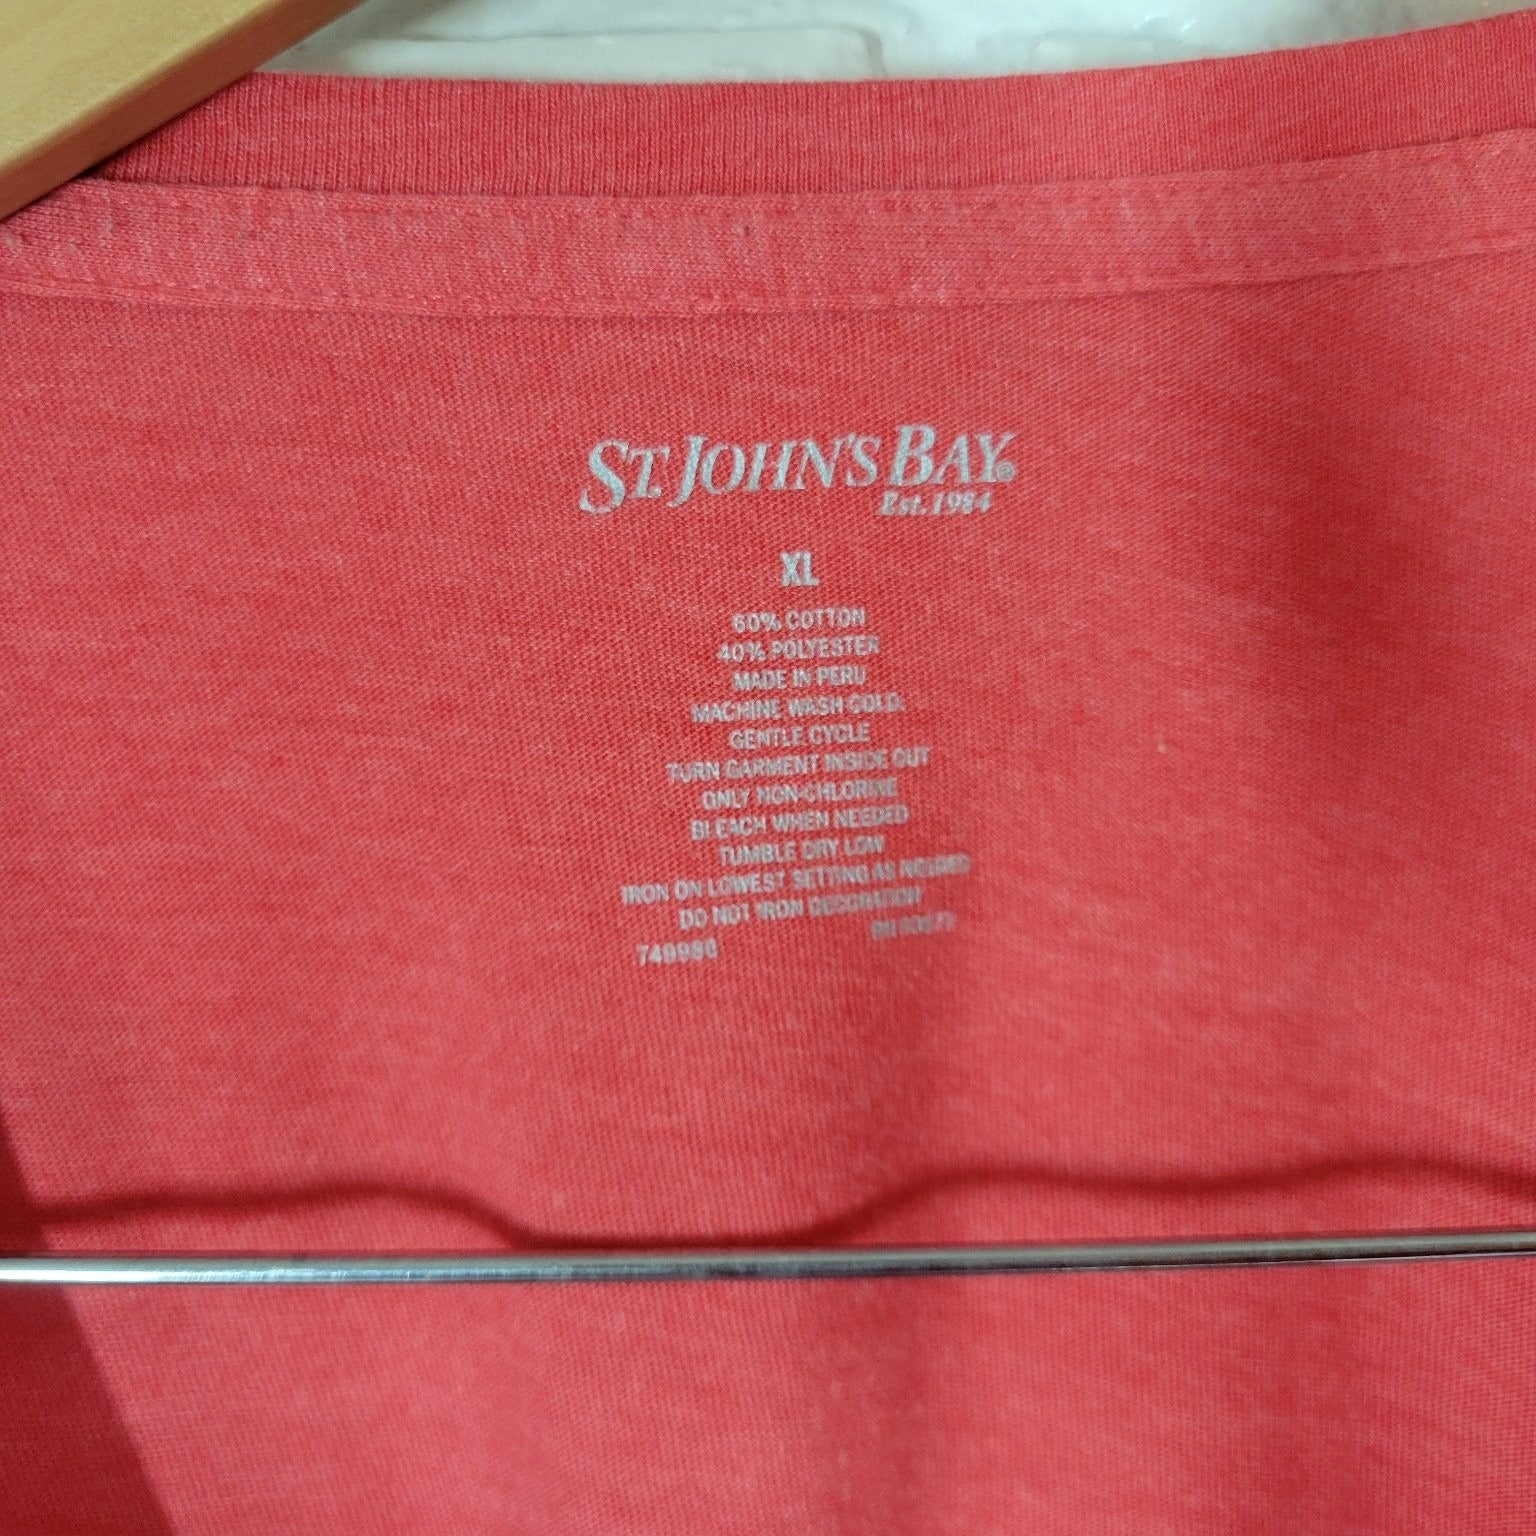 ST. JOHN'S BAY®
Est. 1984
XL
60% COTTON
40% POLYESTER
MADE IN PERU
MACHINE WASH COLD,
GENTLE CYCLE
TURN GARMENT INSIDE OUT
ONLY NON-CHLORINE
BLEACH WHEN NEEDED
TUMBLE DRY LOW
IRON ON LOWEST SETTING AS NEEDED
DO NOT IRON DECORATION
RN